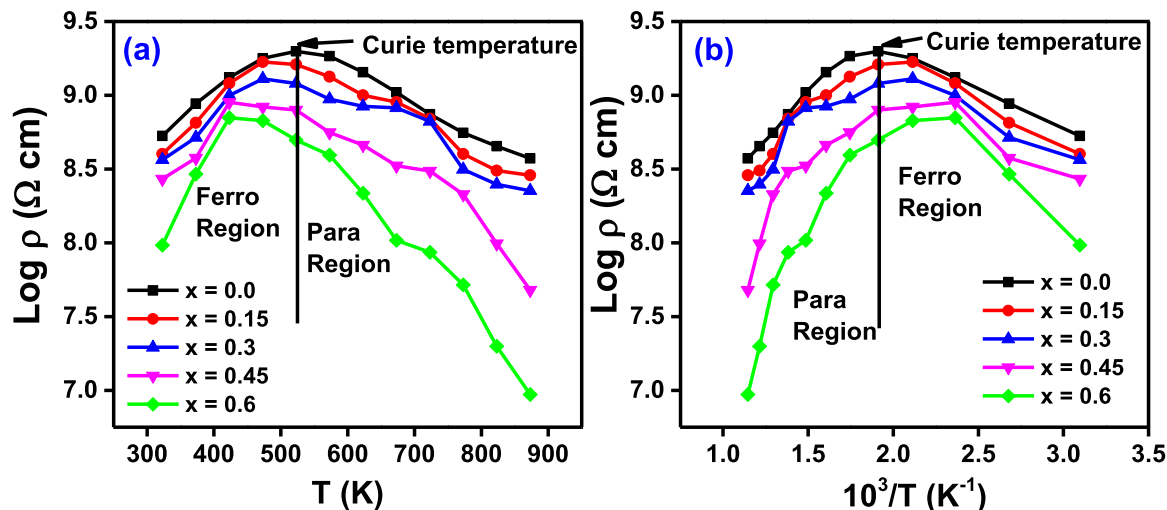 (a)
Curie temperature
Ferro
Region
Para
Region
x = 0.0
x = 0.15
x = 0.3
x = 0.45
x = 0.6
9.5
9.0
8.5
8.0
7.5
7.0
Log ρ (Ω cm)
300 400 500 600 700 800 900
T (K)
(b)
Curie temperature
Ferro
Region
Para
Region
x = 0.0
x = 0.15
x = 0.3
x = 0.45
x = 0.6
9.5
9.0
8.5
8.0
7.5
7.0
Log ρ (Ω cm)
1.0 1.5 2.0 2.5 3.0 3.5
10³/T (K⁻¹)